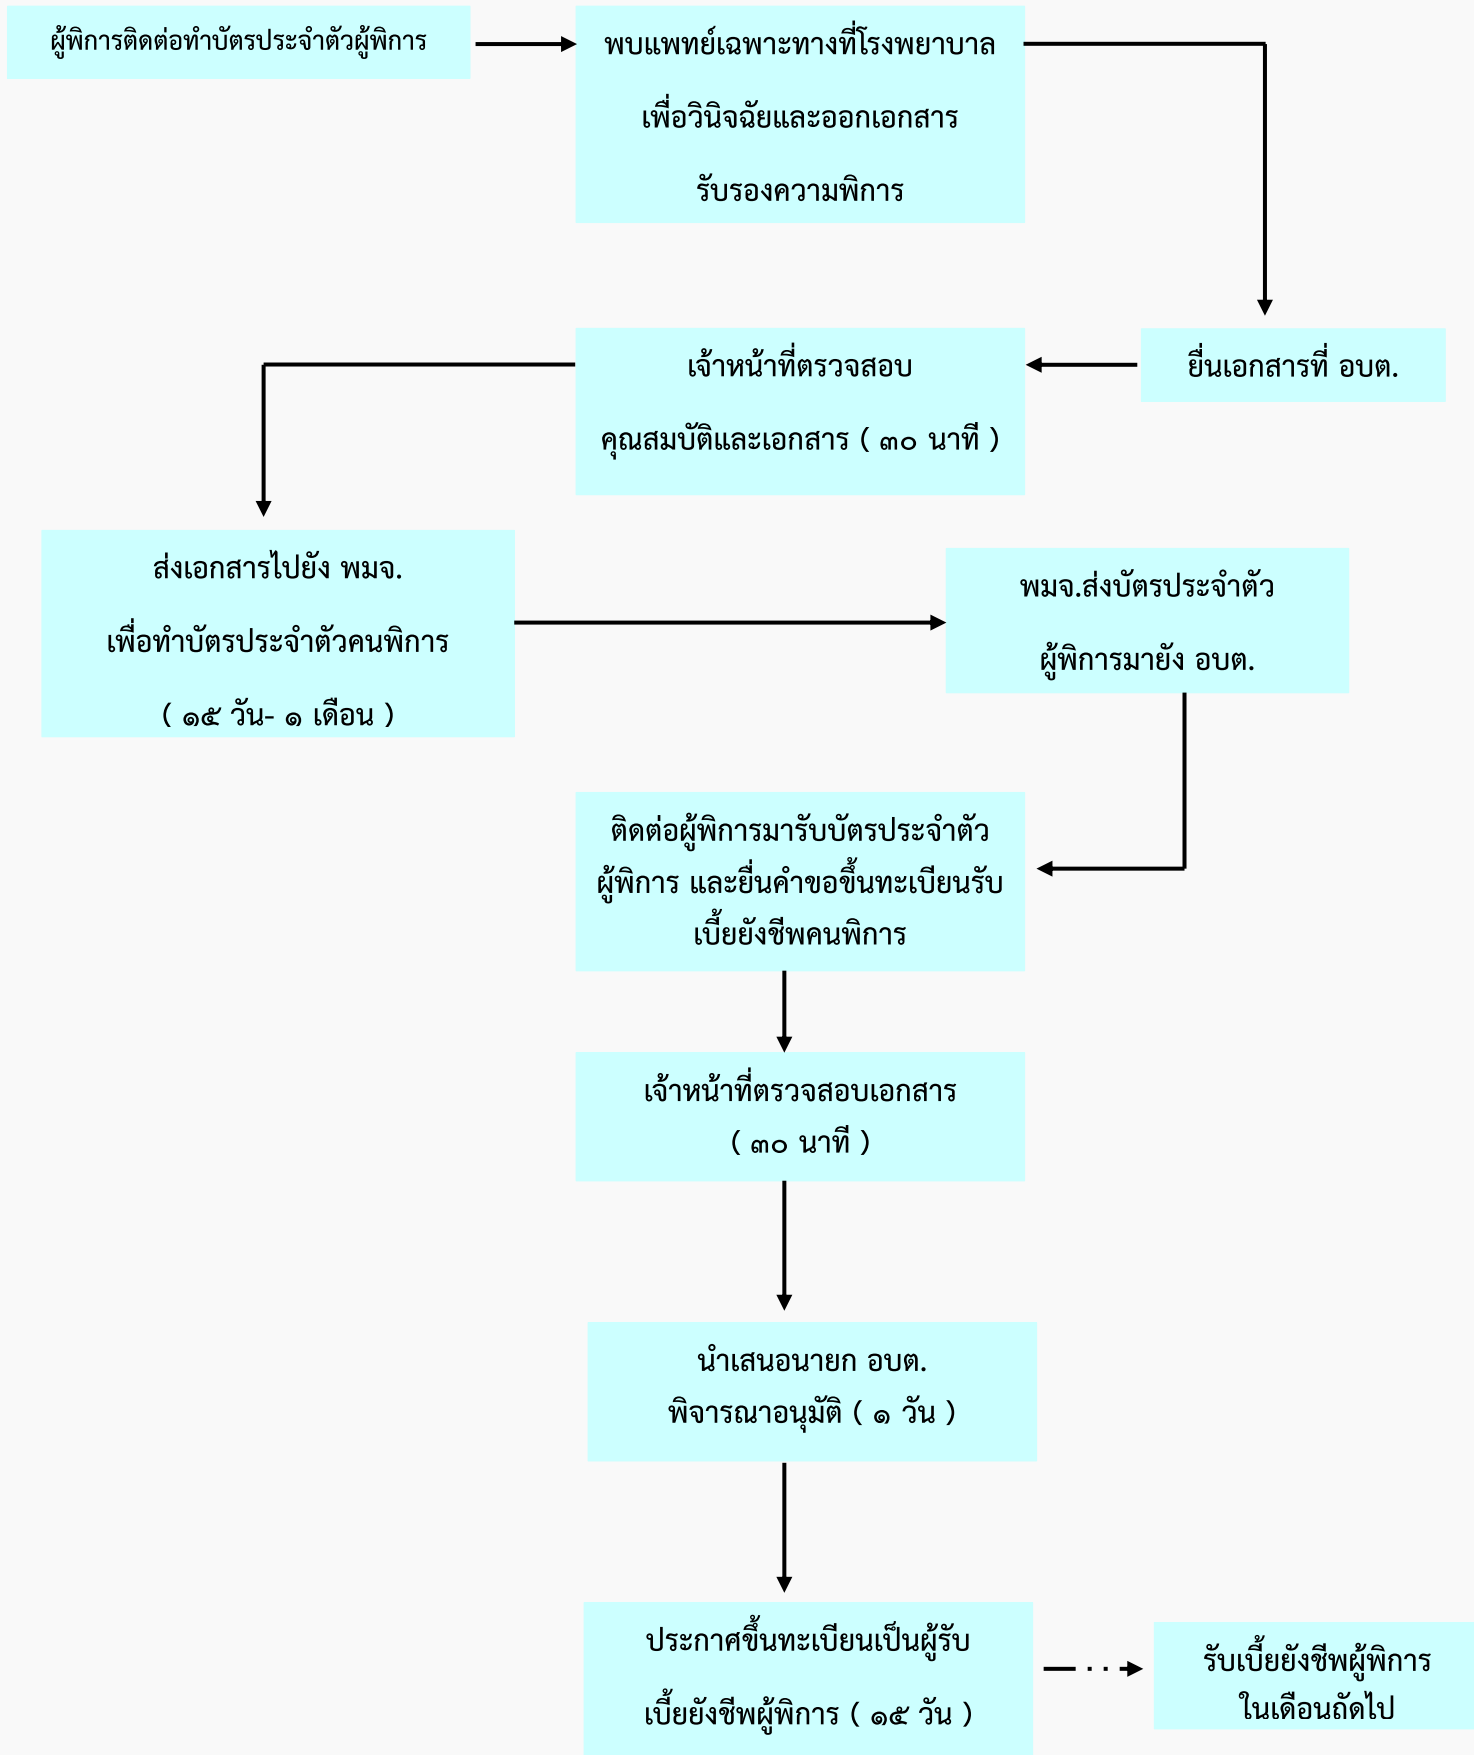 ผู้พิการติดต่อทำบัตรประจำตัวผู้พิการ
พบแพทย์เฉพาะทางที่โรงพยาบาล
เพื่อวินิจฉัยและออกเอกสาร
รับรองความพิการ
ยื่นเอกสารที่ อบต.
เจ้าหน้าที่ตรวจสอบ
คุณสมบัติและเอกสาร ( ๓๐ นาที )
ส่งเอกสารไปยัง พมจ.
เพื่อทำบัตรประจำตัวคนพิการ
( ๑๕ วัน- ๑ เดือน )
พมจ.ส่งบัตรประจำตัว
ผู้พิการมายัง อบต.
ติดต่อผู้พิการมารับบัตรประจำตัว
ผู้พิการ และยื่นคำขอขึ้นทะเบียนรับ
เบี้ยยังชีพคนพิการ
เจ้าหน้าที่ตรวจสอบเอกสาร
( ๓๐ นาที )
นำเสนอนายก อบต.
พิจารณาอนุมัติ ( ๑ วัน )
ประกาศขึ้นทะเบียนเป็นผู้รับ
เบี้ยยังชีพผู้พิการ ( ๑๕ วัน )
รับเบี้ยยังชีพผู้พิการ
ในเดือนถัดไป